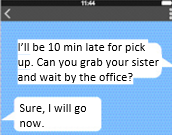 11:44
I'll be 10 min late for pick
up. Can you grab your sister
and wait by the office?
Sure, I will go
now.